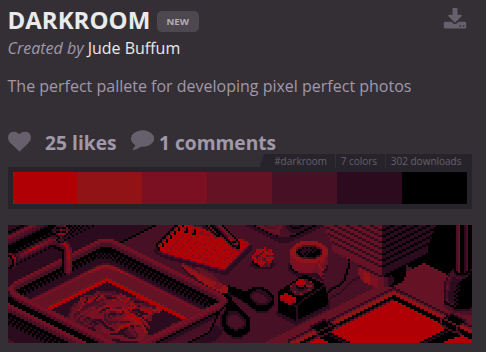 DARKROOM NEW
Created by Jude Buffum
The perfect pallete for developing pixel perfect photos
25 likes 1 comments
#darkroom 7 colors 302 downloads